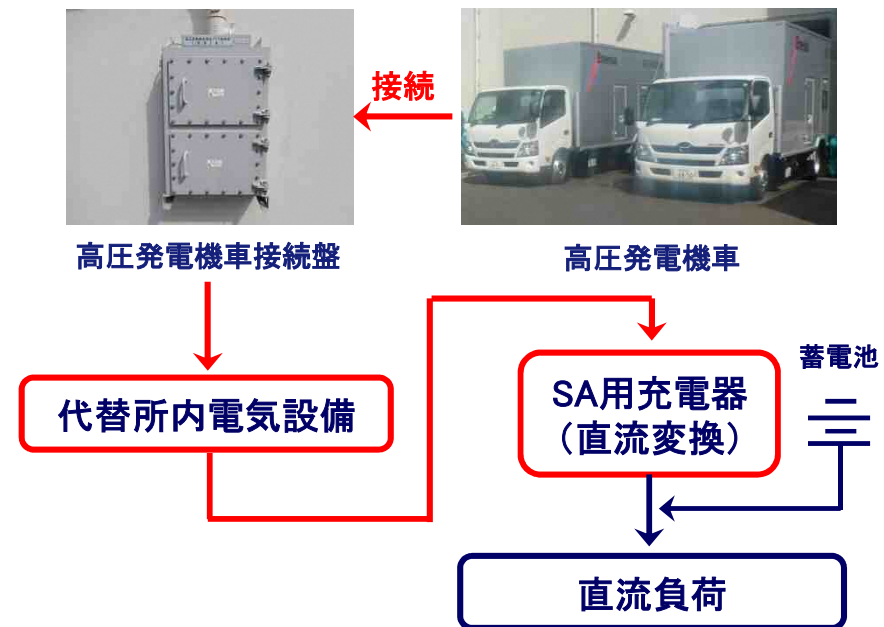 接続
高圧発電機車接続盤
高圧発電機車
代替所内電気設備
SA用充電器
（直流変換）
蓄電池
直流負荷